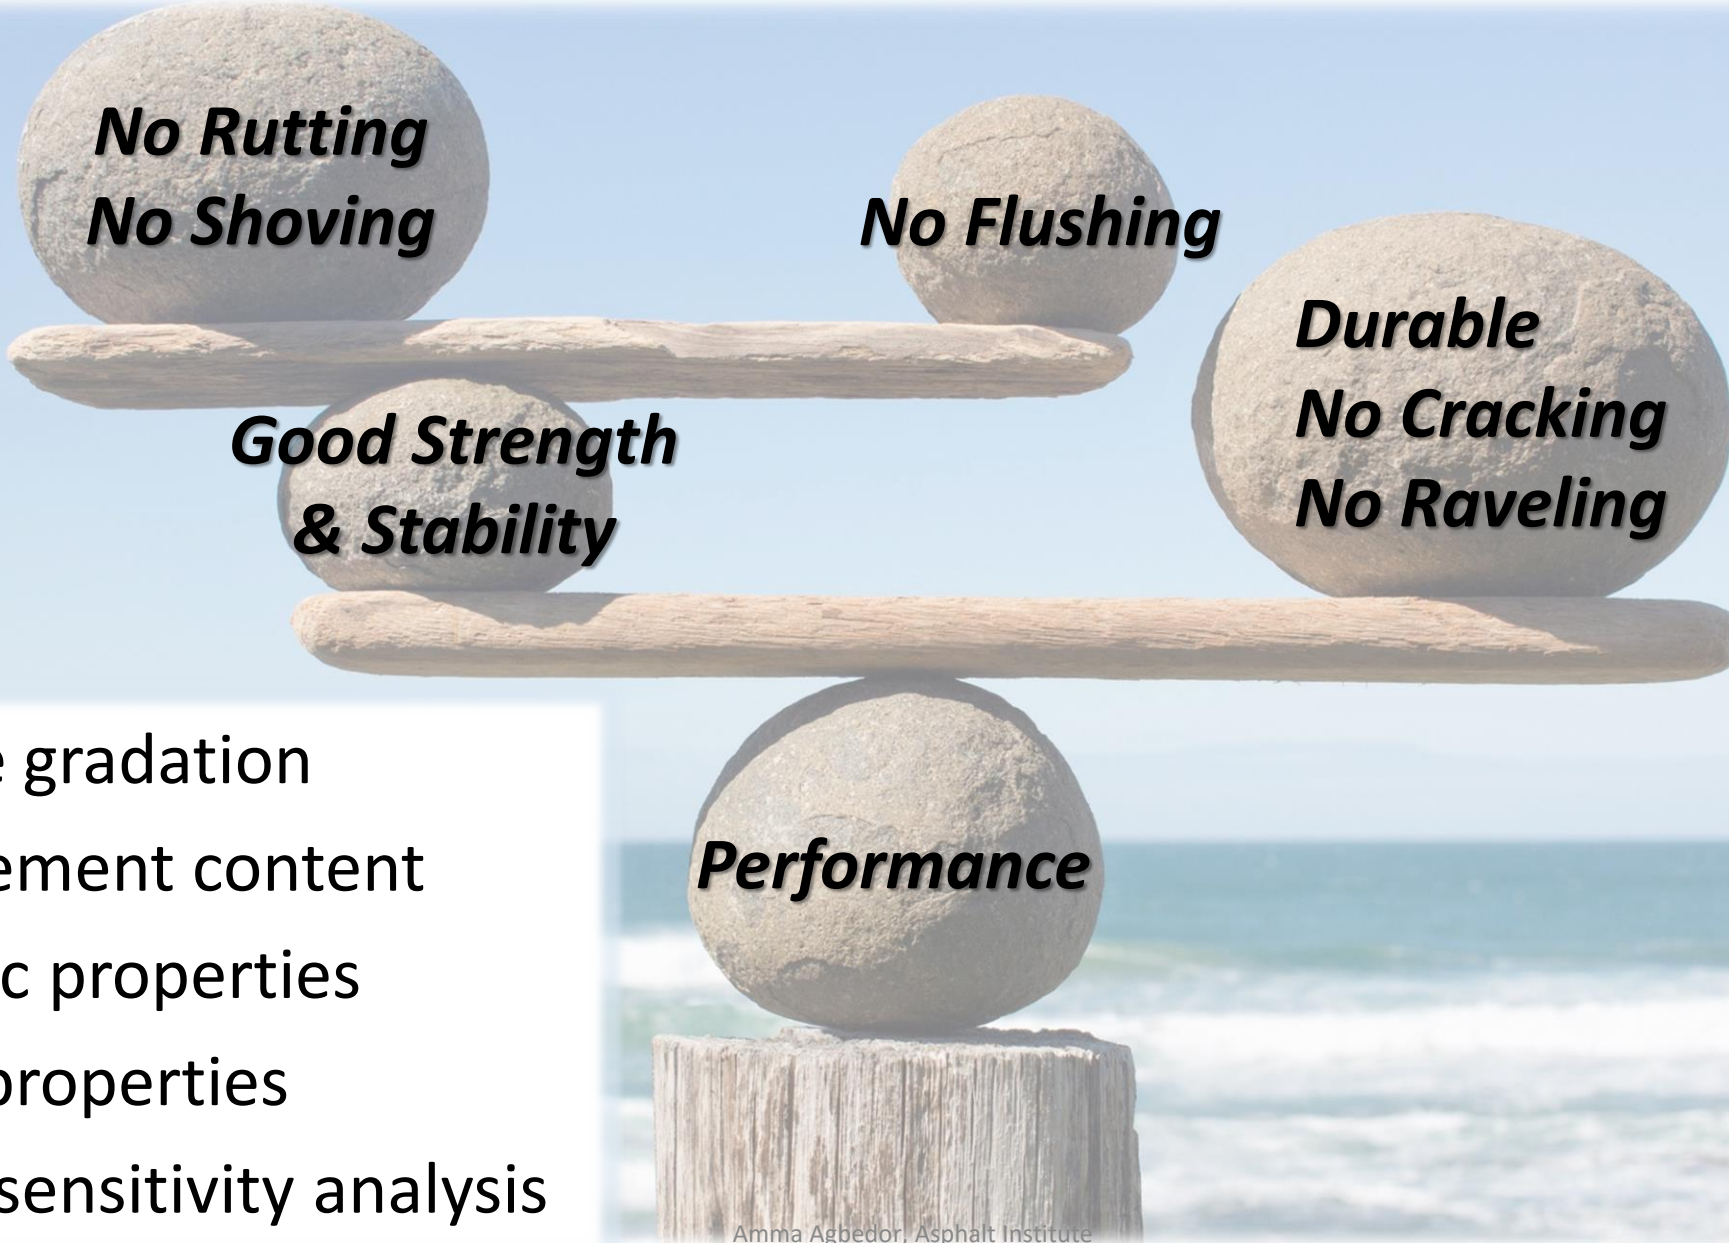 No Rutting
No Shoving
No Flushing
Durable
No Cracking
No Raveling
Good Strength
& Stability
Performance
gradation
content
properties
properties
sensitivity analysis
Amma Agbedor, Asphalt Institute